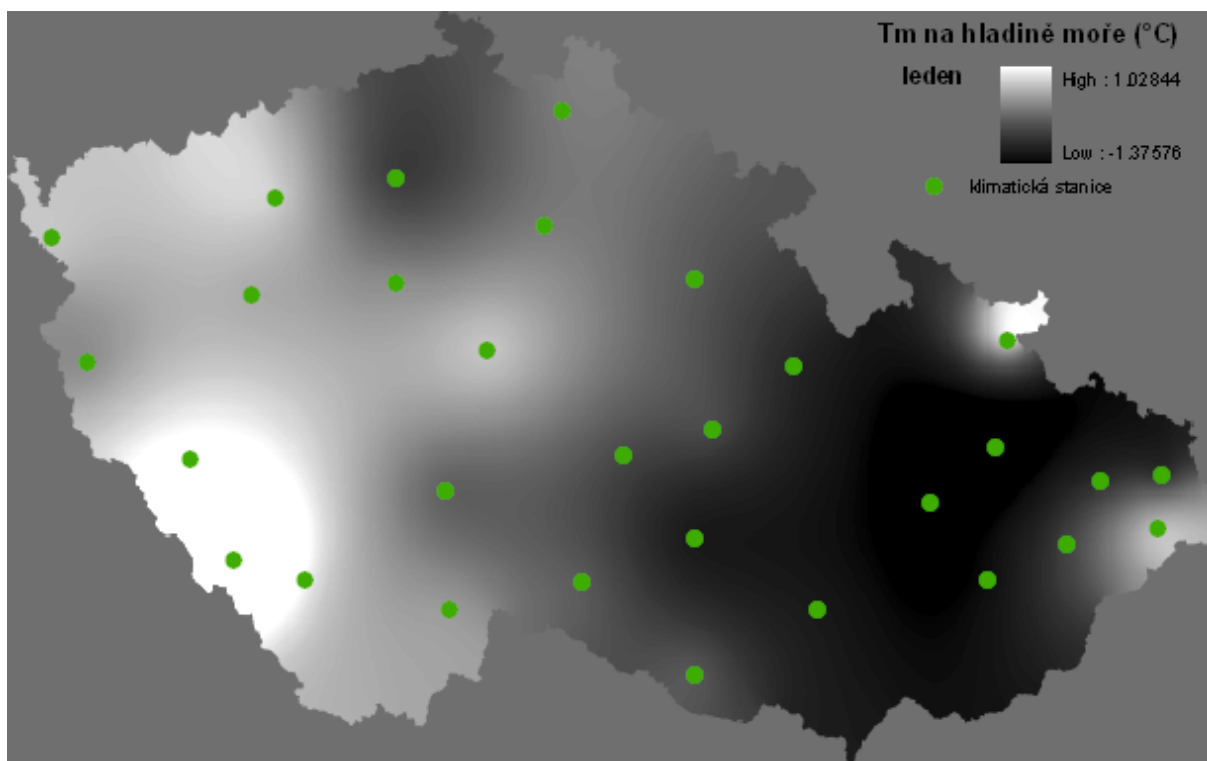 Tm na hladině moře (°C)
leden
High : 1.02844
Low : -1.37576
klimatická stanice